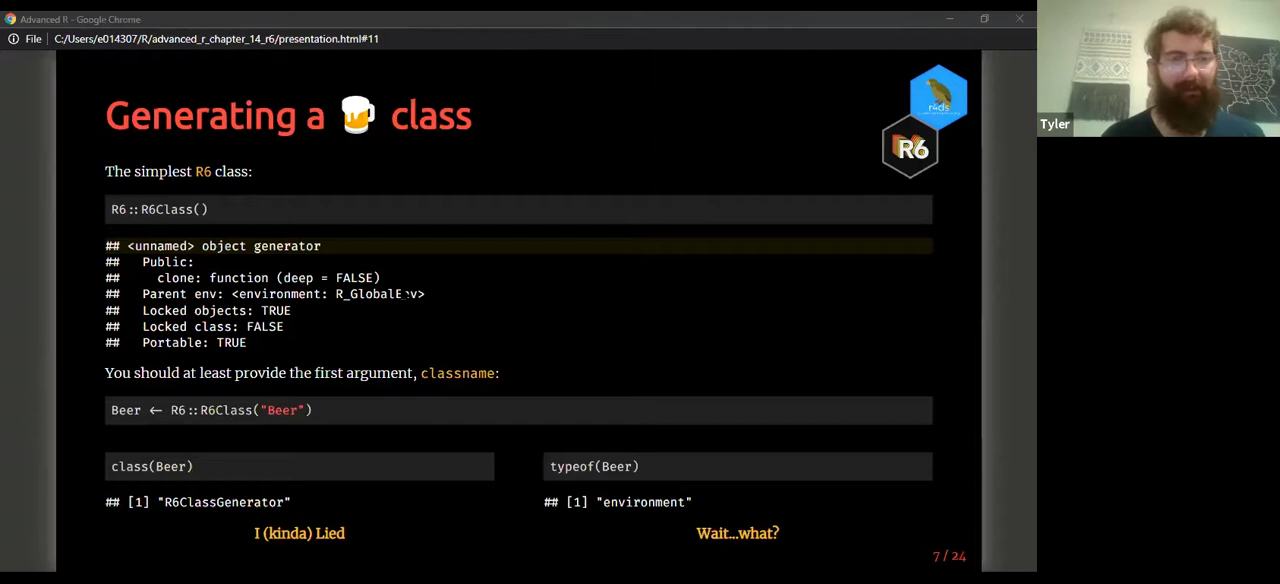 Advanced R - Google Chrome
File
C:/Users/e014307/R/advanced_r_chapter_14_r6/presentation.html#11
Tyler
Generating a 🍺 class
r4ds
R6
The simplest R6 class:
R6::R6Class()
## <unnamed> object generator
##   Public:
##     clone: function (deep = FALSE)
##   Parent env: <environment: R_GlobalEnv>
##   Locked objects: TRUE
##   Locked class: FALSE
##   Portable: TRUE
You should at least provide the first argument, classname:
Beer <- R6::R6Class("Beer")
class(Beer)
## [1] "R6ClassGenerator"
I (kinda) Lied
typeof(Beer)
## [1] "environment"
Wait...what?
7 / 24